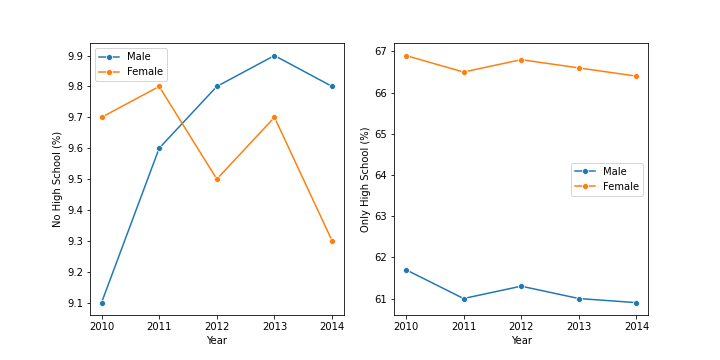 No High School (%)
9.9
9.8
9.7
9.6
9.5
9.4
9.3
9.2
9.1
Male
Female
2010 2011 2012 2013 2014
Year
Only High School (%)
67
66
65
64
63
62
61
Male
Female
2010 2011 2012 2013 2014
Year